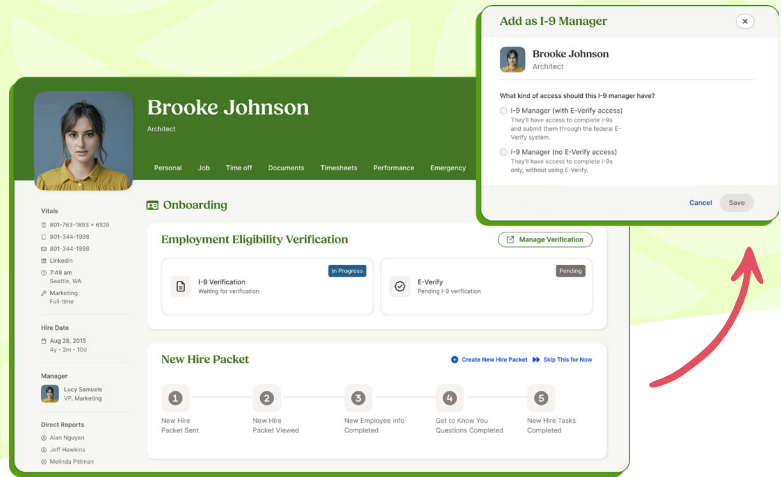 Add as I-9 Manager
Brooke Johnson
Architect
What kind of access should this I-9 manager have?
I-9 Manager (with E-Verify access)
They'll have access to complete I-9s
and submit them through the federal E-
Verify system.
I-9 Manager (no E-Verify access)
They'll have access to complete I-9s
only, without using E-Verify.
Cancel Save
Brooke Johnson
Architect
Personal Job Time off Documents Timesheets Performance Emergency
Vitals
801-763-1893 × 6109
801-344-1998
801-344-1998
LinkedIn
7:49 am
Seattle, WA
Marketing
Full-time
Hire Date
Aug 28, 2015
4y - 2m - 10d
Manager
Lucy Samuels
VP, Marketing
Direct Reports
Alan Nguyen
Jeff Hawkins
Melinda Pittman
Onboarding
Employment Eligibility Verification
Manage Verification
I-9 Verification
Waiting for verification
In Progress
E-Verify
Pending I-9 verification
Pending
New Hire Packet
Create New Hire Packet Skip This for Now
1 2 3 4 5
New Hire
Packet Sent
New Hire
Packet Viewed
New Employee Info
Completed
Get to Know You
Questions Completed
New Hire Tasks
Completed